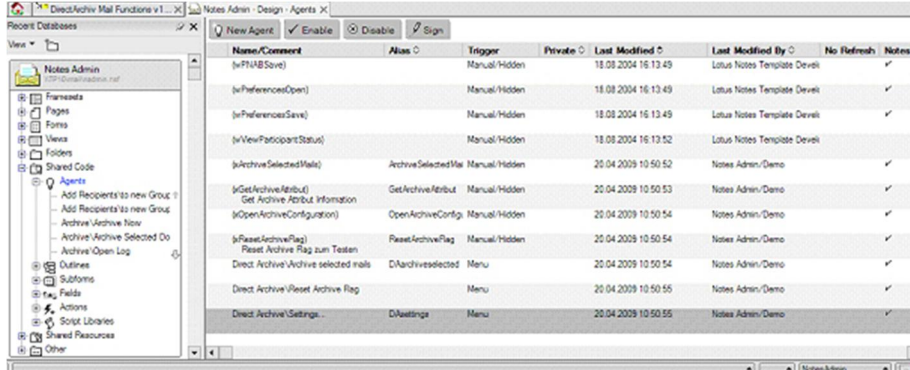 DirectArchiv Mail Functions v1...
Notes Admin - Design - Agents
Recent Databases
View
New Agent
Enable
Disable
Sign
Name/Comment Alias Trigger Private Last Modified Last Modified By No Refresh Notes
Notes Admin
Framesets
Pages
Forms
Views
Folders
Shared Code
Agents
Add Recipients\to new Group
Add Recipients\to new Group
Archive\Archive Now
Archive\Archive Selected Do
Archive\Open Log
Outlines
Subforms
Fields
Actions
Script Libraries
Shared Resources
Other
(wPNABSave) Manual/Hidden 18.08.2004 16:13:49 Lotus Notes Template Develo
(wPreferencesOpen) Manual/Hidden 18.08.2004 16:13:49 Lotus Notes Template Develo
(wPreferencesSave) Manual/Hidden 18.08.2004 16:13:49 Lotus Notes Template Develo
(wViewParticipantStatus) Manual/Hidden 18.08.2004 16:13:52 Lotus Notes Template Develo
(xArchiveSelectedMails) ArchiveSelectedMai Manual/Hidden 20.04.2009 10:50:52 Notes Admin/Demo
(xGetArchiveAttribut) GetArchiveAttribut Manual/Hidden 20.04.2009 10:50:53 Notes Admin/Demo
Get Archive Attribut Information
(xOpenArchiveConfiguration) OpenArchiveConfigu Manual/Hidden 20.04.2009 10:50:54 Notes Admin/Demo
(xResetArchiveFlag) ResetArchiveFlag Manual/Hidden 20.04.2009 10:50:54 Notes Admin/Demo
Reset Archive Flag zum Testen
Direct Archive\Archive selected mails DAarchiveselected Menu 20.04.2009 10:50:54 Notes Admin/Demo
Direct Archive\Reset Archive Flag Menu 20.04.2009 10:50:55 Notes Admin/Demo
Direct Archive\Settings... DAsettings Menu 20.04.2009 10:50:55 Notes Admin/Demo
Notes Admin